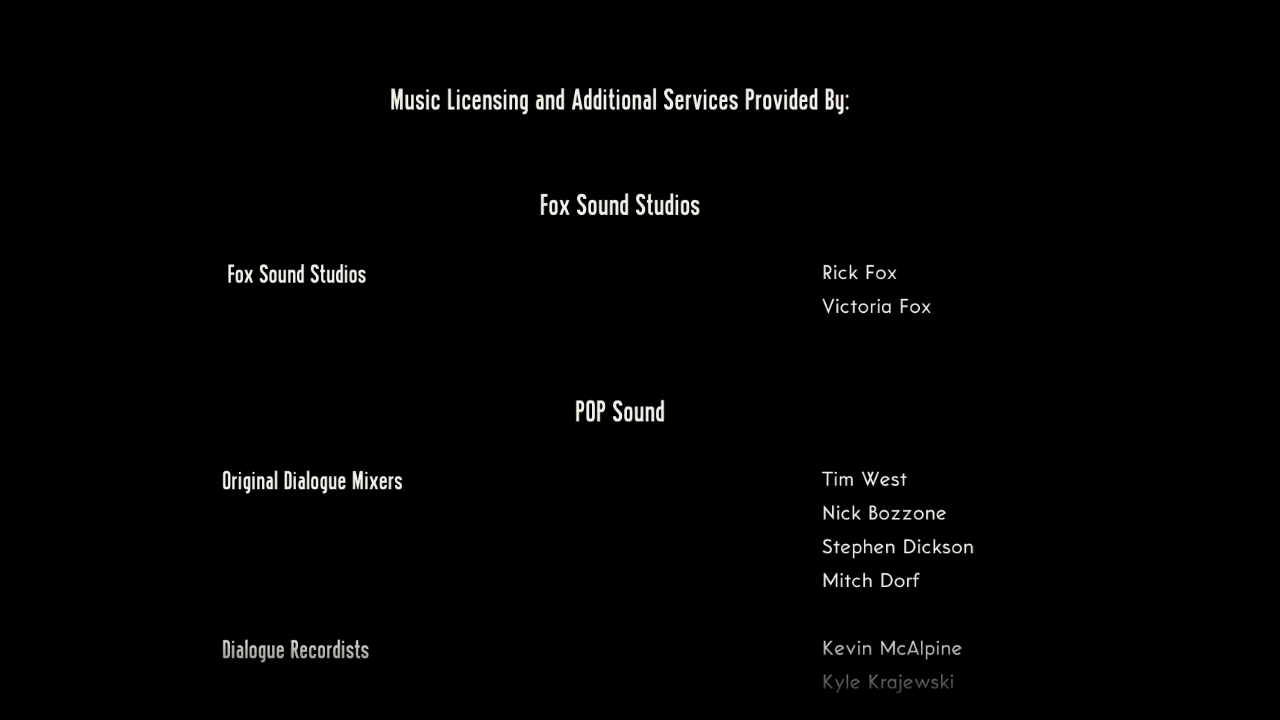 Music Licensing and Additional Services Provided By:
Fox Sound Studios
Fox Sound Studios
Rick Fox
Victoria Fox
POP Sound
Original Dialogue Mixers
Tim West
Nick Bozzone
Stephen Dickson
Mitch Dorf
Dialogue Recordists
Kevin McAlpine
Kyle Krajewski